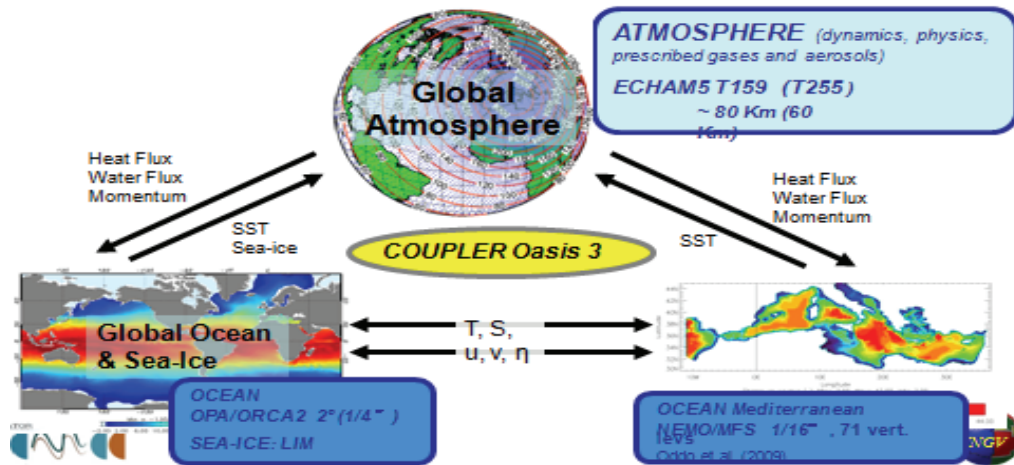 ATMOSPHERE (dynamics, physics,
prescribed gases and aerosols)
ECHAM5 T159 (T255)
~ 80 Km (60
Km)
Global
Atmosphere
Heat Flux
Water Flux
Momentum
SST
Sea-ice
Heat Flux
Water Flux
Momentum
SST
COUPLER Oasis 3
Global Ocean
& Sea-Ice
T, S,
u, v, η
OCEAN
OPA/ORCA2 2º (1/4˜)
SEA-ICE: LIM
OCEAN Mediterranean
NEMO/MFS 1/16˜, 71 vert.
levs
Oddo et al. (2009)
Latitude
Longitude